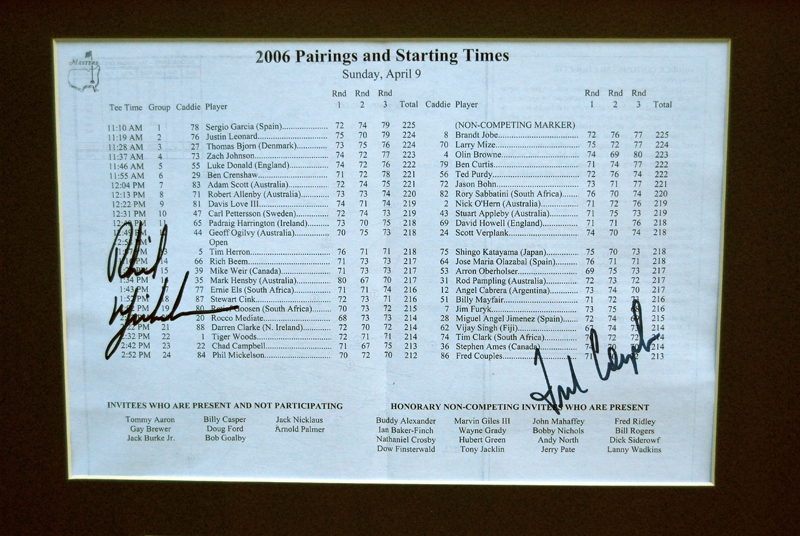 MASTERS
2006 Pairings and Starting Times
Sunday, April 9
Rnd Rnd Rnd Rnd Rnd Rnd
Tee Time Group Caddie Player 1 2 3 Total Caddie Player 1 2 3 Total
11:10 AM 1 78 Sergio Garcia (Spain) 72 74 79 225 (NON-COMPETING MARKER)
11:19 AM 2 76 Justin Leonard 75 70 79 224 8 Brandt Jobe 72 76 77 225
11:28 AM 3 27 Thomas Bjorn (Denmark) 73 75 76 224 70 Larry Mize 75 72 77 224
11:37 AM 4 73 Zach Johnson 74 72 77 223 4 Olin Browne 74 69 80 223
11:46 AM 5 55 Luke Donald (England) 74 72 76 222 79 Ben Curtis 71 74 77 222
11:55 AM 6 29 Ben Crenshaw 71 72 78 221 56 Ted Purdy 72 76 74 222
12:04 PM 7 83 Adam Scott (Australia) 72 74 75 221 72 Jason Bohn 73 71 77 221
12:13 PM 8 71 Robert Allenby (Australia) 73 73 74 220 82 Rory Sabbatini (South Africa) 76 70 74 220
12:22 PM 9 81 Davis Love III 74 71 74 219 2 Nick O'Hern (Australia) 71 72 76 219
12:31 PM 10 47 Carl Pettersson (Sweden) 72 74 73 219 43 Stuart Appleby (Australia) 71 75 73 219
PM 11 65 Padraig Harrington (Ireland) 73 70 75 218 69 David Howell (England) 71 71 76 218
44 Geoff Ogilvy (Australia) 70 75 73 218 24 Scott Verplank 74 70 74 218
Open
5 Tim Herron 76 71 71 218 75 Shingo Katayama (Japan) 75 70 73 218
14 66 Rich Beem 71 73 73 217 64 Jose Maria Olazabal (Spain) 76 71 71 218
15 39 Mike Weir (Canada) 71 73 73 217 53 Arron Oberholser 69 75 73 217
1:34 PM 35 Mark Hensby (Australia) 80 67 70 217 31 Rod Pampling (Australia) 72 73 72 217
1:43 77 Ernie Els (South Africa) 71 71 74 216 12 Angel Cabrera (Argentina) 73 74 70 217
1:52 PM 18 87 Stewart Cink 72 73 71 216 51 Billy Mayfair 71 72 216
PM 19 80 Goosen (South Africa) 70 73 72 215 7 Jim Furyk 73 75 216
PM 20 Rocco Mediate 68 73 73 214 28 Miguel Angel Jimenez (Spain) 72 74 215
PM 21 88 Darren Clarke (N. Ireland) 72 70 72 214 62 Vijay Singh (Fiji) 67 74 214
2:32 PM 22 1 Tiger Woods 72 71 71 214 74 Tim Clark (South Africa) 70 72 214
2:42 PM 23 22 Chad Campbell 71 67 75 213 36 Stephen Ames (Canada) 74 70 214
2:52 PM 24 84 Phil Mickelson 70 72 70 212 86 Fred Couples 71 213
Phil Mickelson
Fred Couples
INVITEES WHO ARE PRESENT AND NOT PARTICIPATING HONORARY NON-COMPETING INVITEES WHO ARE PRESENT
Tommy Aaron Billy Casper Jack Nicklaus Buddy Alexander Marvin Giles III John Mahaffey Fred Ridley
Gay Brewer Doug Ford Arnold Palmer Ian Baker-Finch Wayne Grady Bobby Nichols Bill Rogers
Jack Burke Jr. Bob Goalby Nathaniel Crosby Hubert Green Andy North Dick Siderowf
Dow Finsterwald Tony Jacklin Jerry Pate Lanny Wadkins